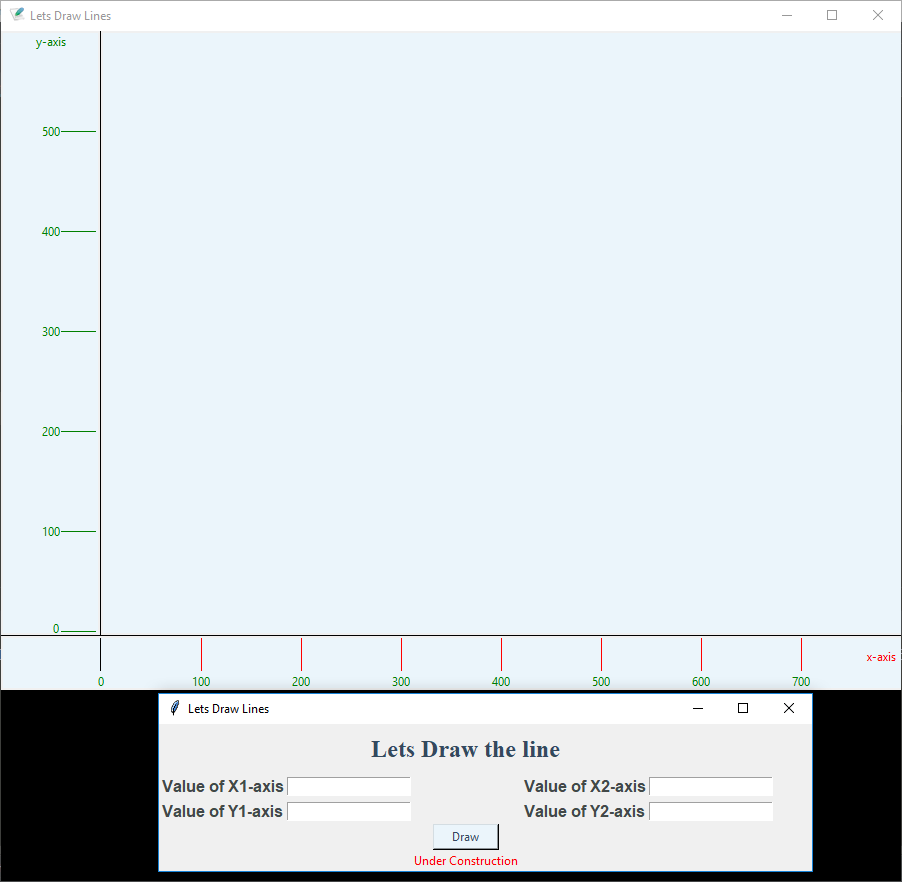 Lets Draw Lines
y-axis
500
400
300
200
100
0
x-axis
0 100 200 300 400 500 600 700
Lets Draw Lines
Lets Draw the line
Value of X1-axis Value of X2-axis
Value of Y1-axis Value of Y2-axis
Draw
Under Construction